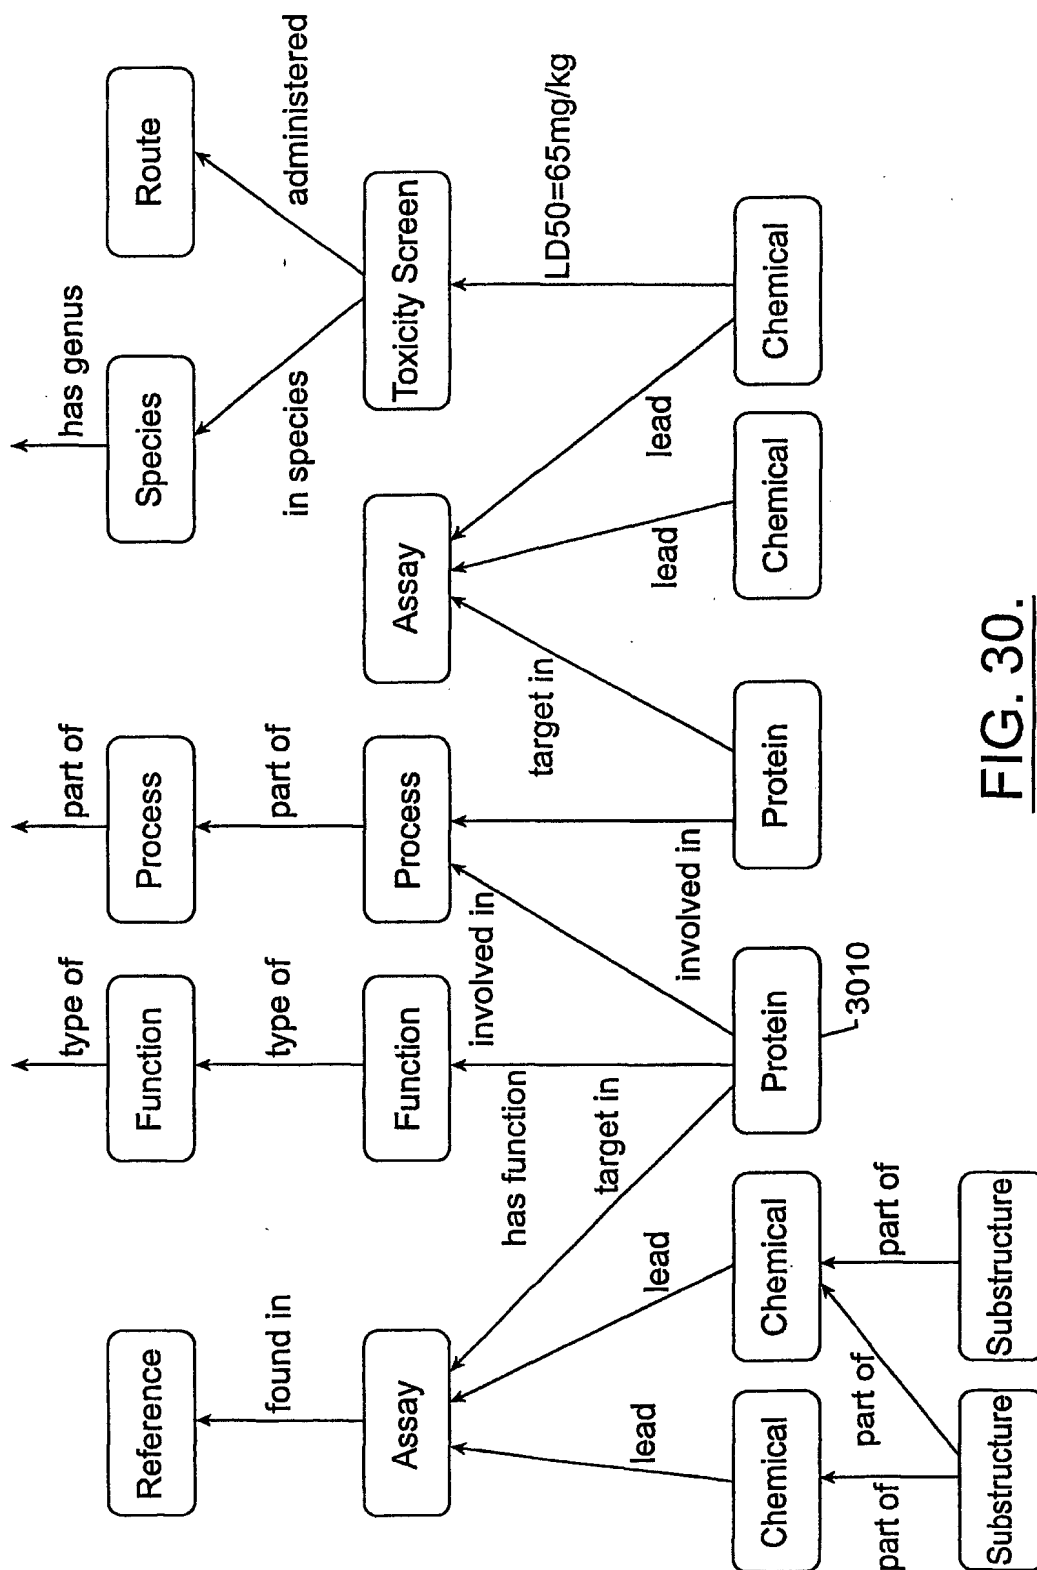 has genus
type of
part of
Reference
Function
Process
Species
Route
found in
type of
part of
in species
administered
Assay
Function
Process
Assay
Toxicity Screen
involved in
has function
target in
target in
lead
lead
involved in
lead
lead
LD50=65mg/kg
Chemical
Chemical
Protein
Protein
Chemical
Chemical
3010
part of
part of
part of
Substructure
Substructure
FIG. 30.